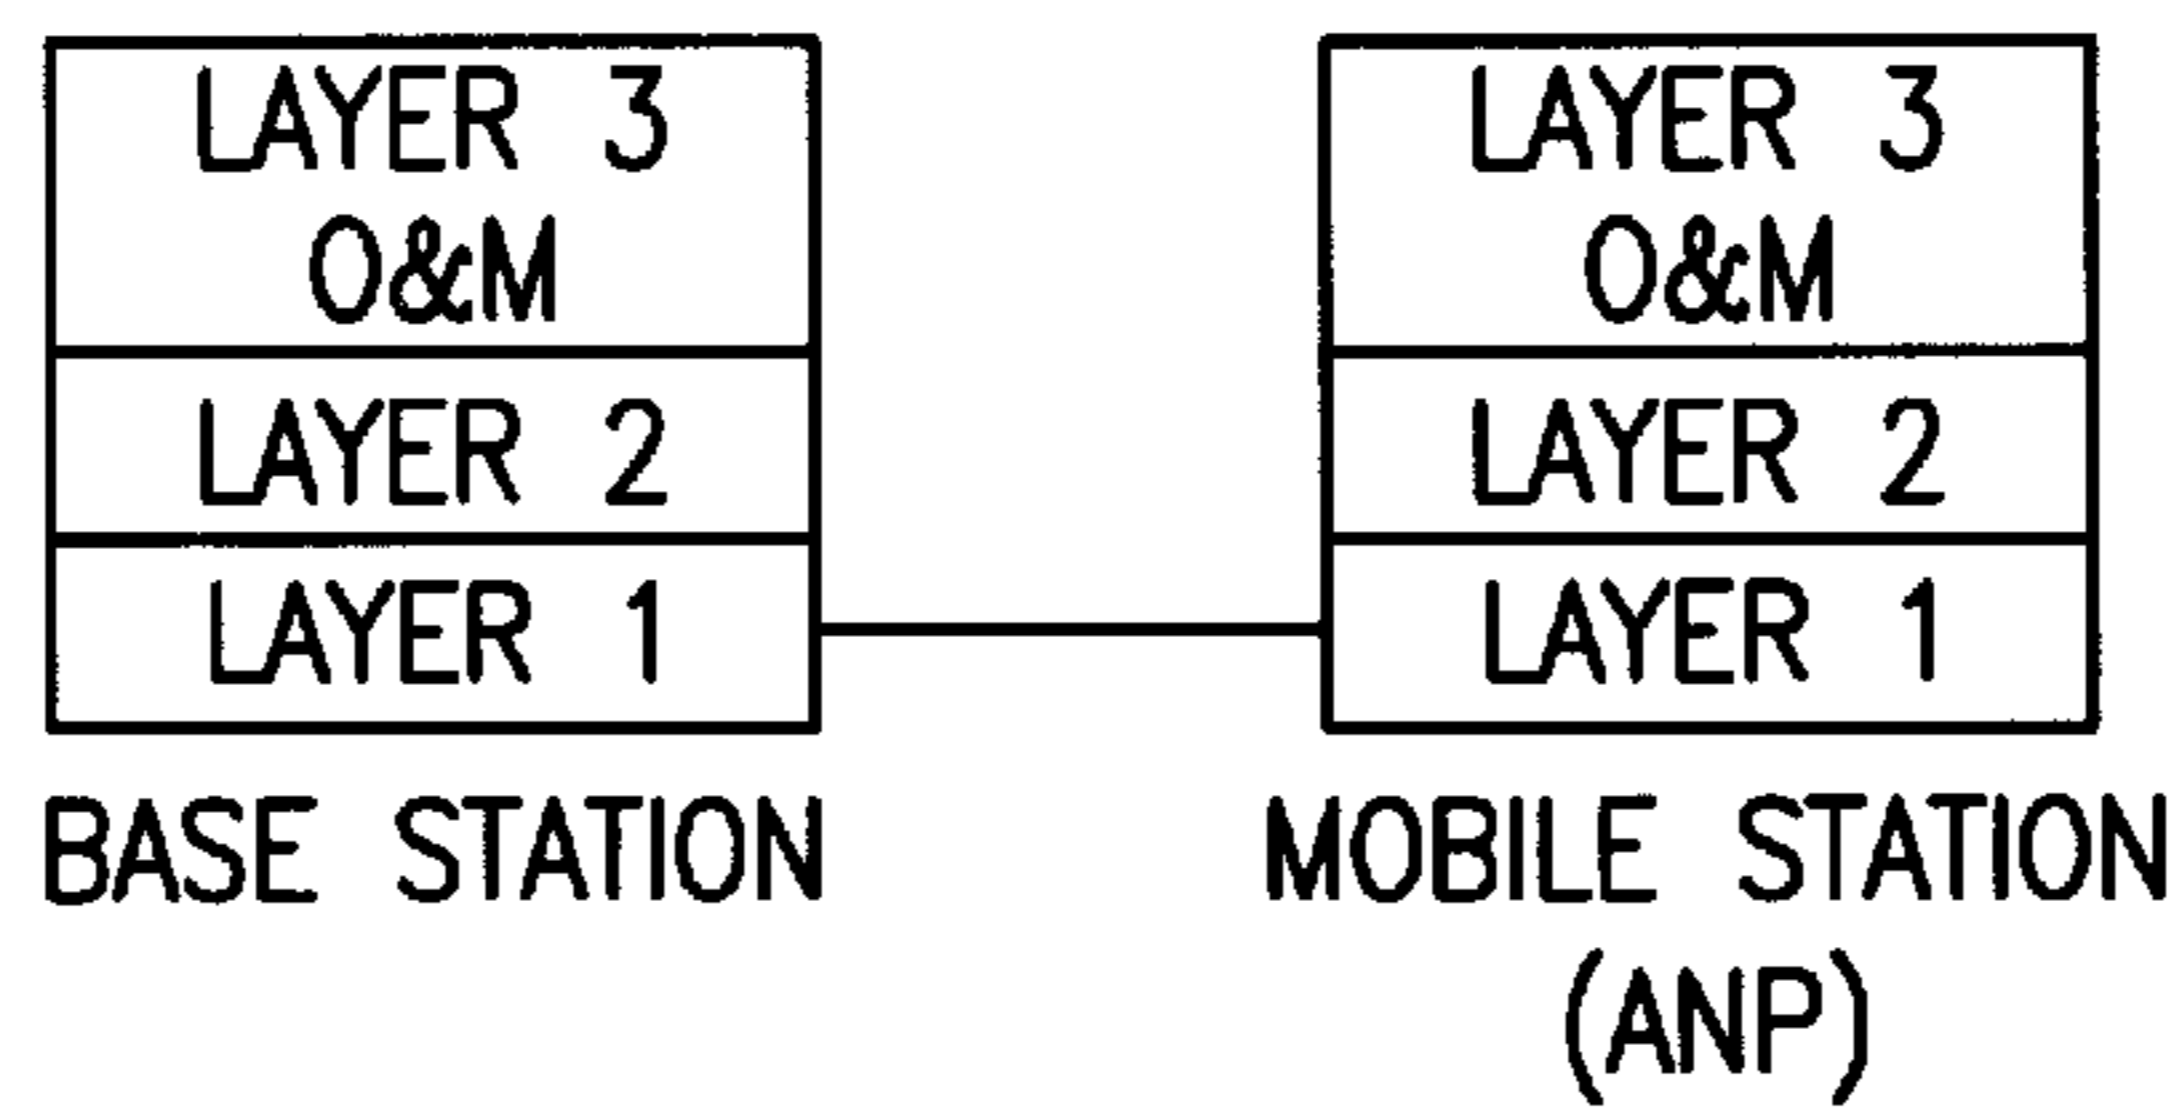 LAYER 3
O&M
LAYER 2
LAYER 1
BASE STATION
LAYER 3
O&M
LAYER 2
LAYER 1
MOBILE STATION
(ANP)